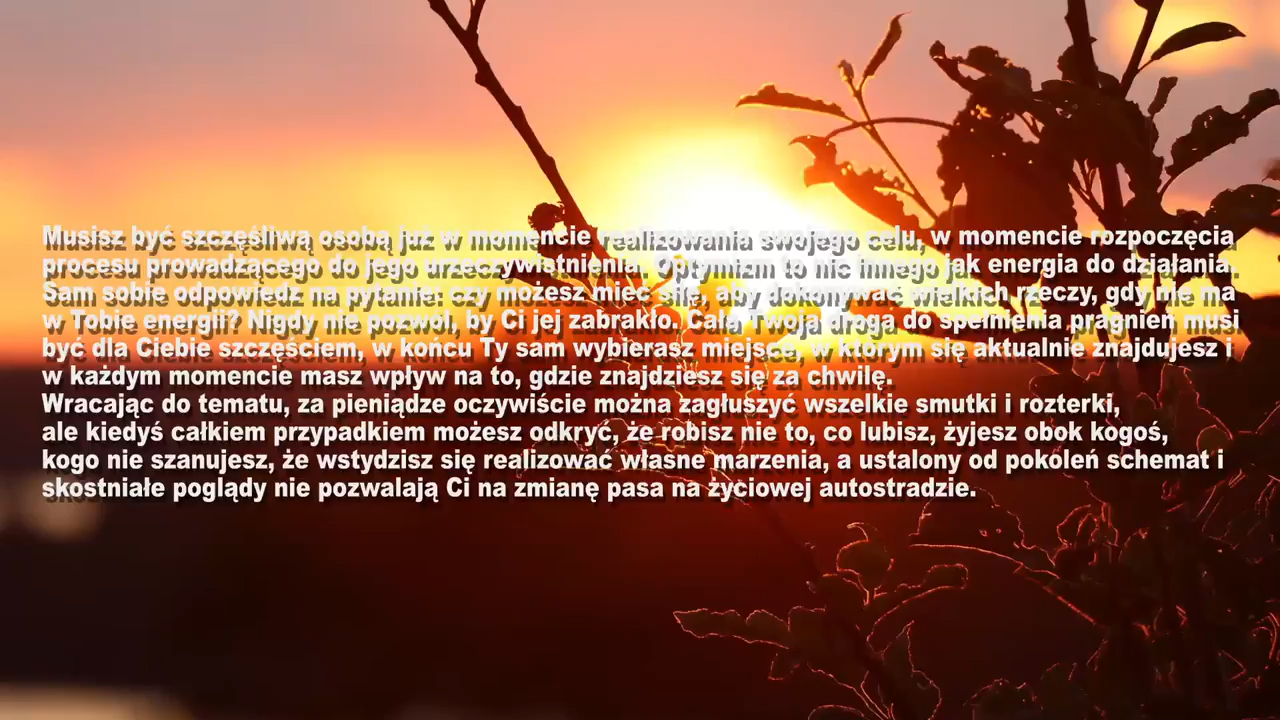 Musisz być szczęśliwą osobą już w momencie realizowania swojego celu, w momencie rozpoczęcia
procesu prowadzącego do jego urzeczywistnienia. Optymizm to nic innego jak energia do działania.
Sam sobie odpowiedz na pytanie: czy możesz mieć siłę, aby dokonywać wielkich rzeczy, gdy nie ma
w Tobie energii? Nigdy nie pozwól, by Ci jej zabrakło. Cała Twoja droga do spełnienia pragnień musi
być dla Ciebie szczęściem, w końcu Ty sam wybierasz miejsce, w którym się aktualnie znajdujesz i
w każdym momencie masz wpływ na to, gdzie znajdziesz się za chwilę.
Wracając do tematu, za pieniądze oczywiście można zagłuszyć wszelkie smutki i rozterki,
ale kiedyś całkiem przypadkiem możesz odkryć, że robisz nie to, co lubisz, żyjesz obok kogoś,
kogo nie szanujesz, że wstydzisz się realizować własne marzenia, a ustalony od pokoleń schemat i
skostniałe poglądy nie pozwalają Ci na zmianę pasa na życiowej autostradzie.